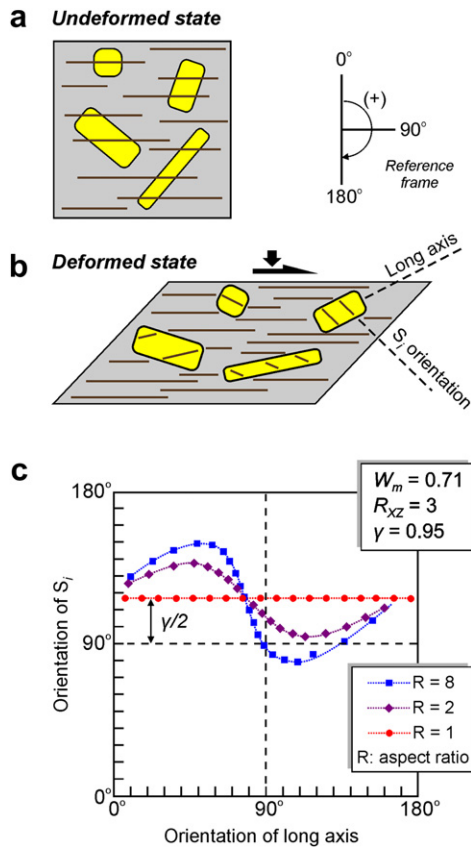 a Undeformed state
0°
(+)
90°
Reference
frame
180°
b Deformed state
Long axis
Si orientation
c
Wm = 0.71
RXZ = 3
γ = 0.95
180°
90°
0°
γ/2
Orientation of Si
R = 8
R = 2
R = 1
R: aspect ratio
0°
90°
180°
Orientation of long axis